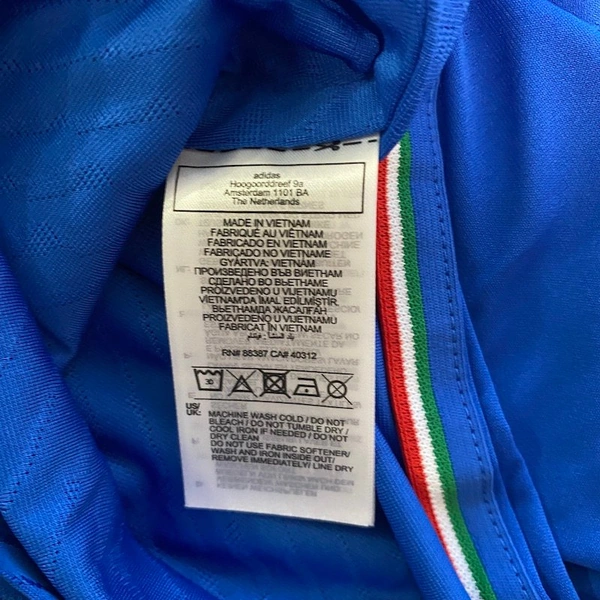 adidas
Hoogoorddreef 9a
Amsterdam 1101 BA
The Netherlands
MADE IN VIETNAM
FABRIQUÉ AU VIÊTNAM
FABRICADO EN VIETNAM
FABRICADO NO VIETNAME
GYÁRTVA: VIETNÁM
ПРОИЗВЕДЕНО ВЪВ ВИЕТНАМ
СДЕЛАНО ВО ВЬЕТНАМЕ
PROIZVEDENO U VIJETNAMU
VIETNAM'DA İMAL EDİLMİŞTİR.
ВЬЕТНАМДА ЖАСАЛҒАН
PROIZVEDENO U VIJETNAMU
FABRICAT ÎN VIETNAM
RN# 88387 CA# 40312
30
US/
UK:
MACHINE WASH COLD / DO NOT
BLEACH / DO NOT TUMBLE DRY /
COOL IRON IF NEEDED / DO NOT
DRY CLEAN
DO NOT USE FABRIC SOFTENER/
WASH AND IRON INSIDE OUT/
REMOVE IMMEDIATELY/ LINE DRY